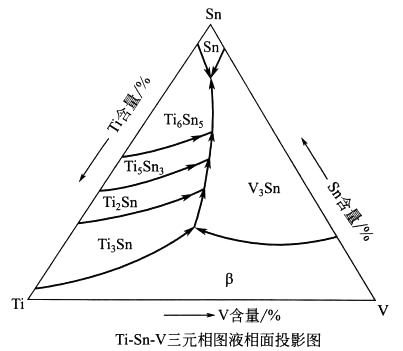 Sn
Sn
Ti含量/%
Ti₆Sn₅
Ti₅Sn₃
Ti₂Sn
V₃Sn
Sn含量/%
Ti₃Sn
β
Ti
V
V含量/%
Ti-Sn-V三元相图液相面投影图